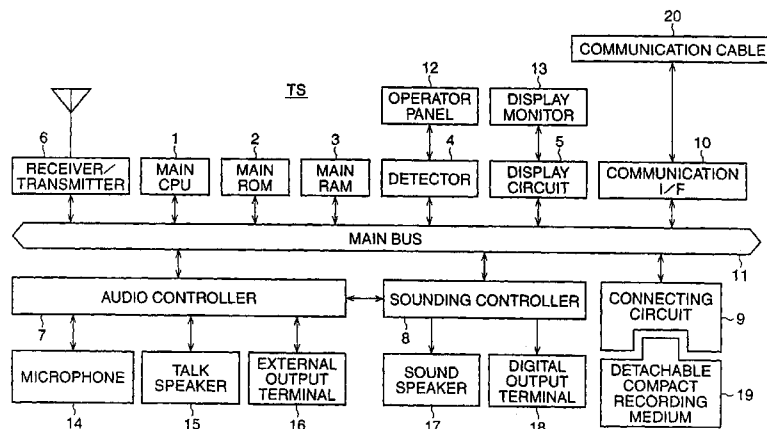 20
COMMUNICATION CABLE
12
13
TS
OPERATOR
PANEL
DISPLAY
MONITOR
6
1
2
3
4
5
10
RECEIVER/
TRANSMITTER
MAIN
CPU
MAIN
ROM
MAIN
RAM
DETECTOR
DISPLAY
CIRCUIT
COMMUNICATION
I/F
MAIN BUS
11
AUDIO CONTROLLER
SOUNDING CONTROLLER
CONNECTING
CIRCUIT
7
8
9
MICROPHONE
TALK
SPEAKER
EXTERNAL
OUTPUT
TERMINAL
SOUND
SPEAKER
DIGITAL
OUTPUT
TERMINAL
DETACHABLE
COMPACT
RECORDING
MEDIUM
14
15
16
17
18
19